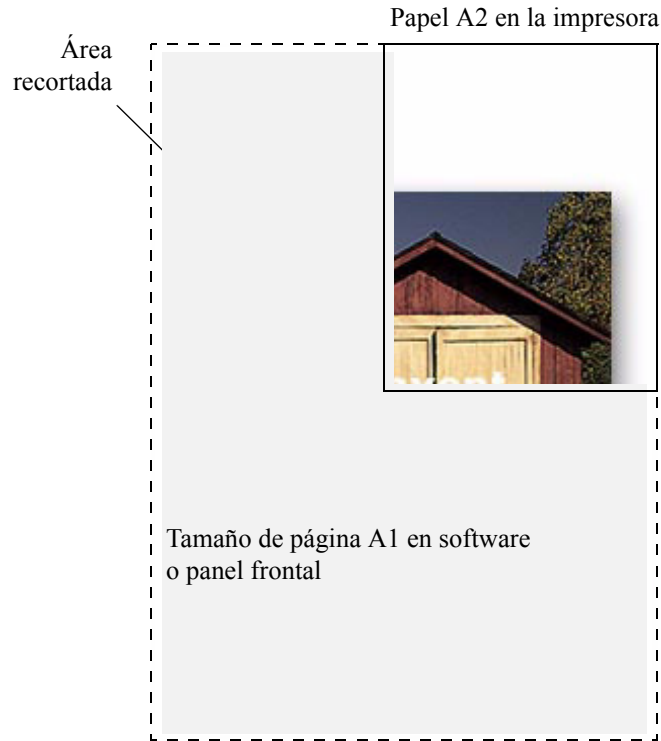 Papel A2 en la impresora
Área
recortada
Tamaño de página A1 en software
o panel frontal